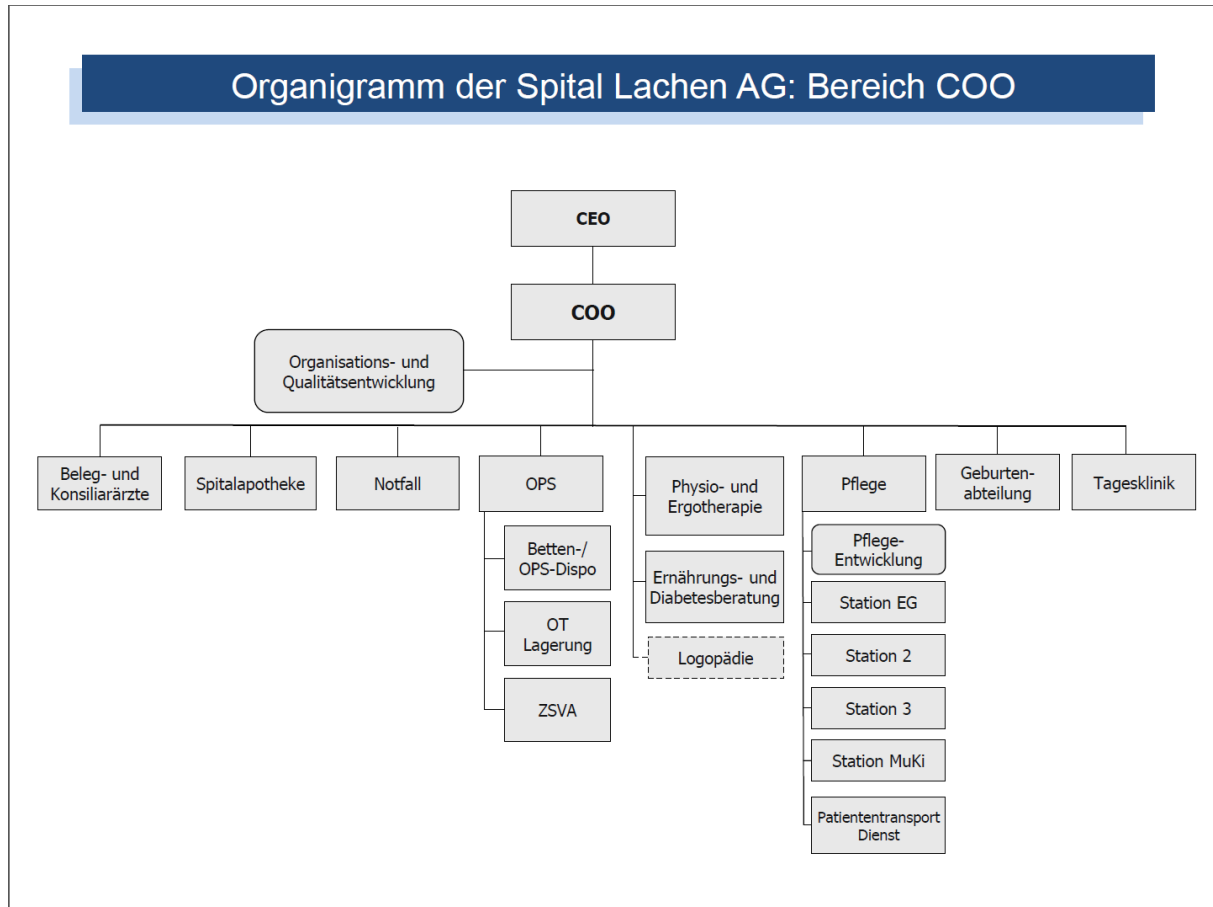 Organigramm der Spital Lachen AG: Bereich COO
CEO
COO
Organisations- und
Qualitätsentwicklung
Beleg- und
Konsiliarärzte
Spitalapotheke
Notfall
OPS
Betten-/
OPS-Dispo
OT
Lagerung
ZSVA
Physio- und
Ergotherapie
Ernährungs- und
Diabetesberatung
Logopädie
Pflege
Pflege-
Entwicklung
Station EG
Station 2
Station 3
Station MuKi
Patiententransport
Dienst
Geburten-
abteilung
Tagesklinik